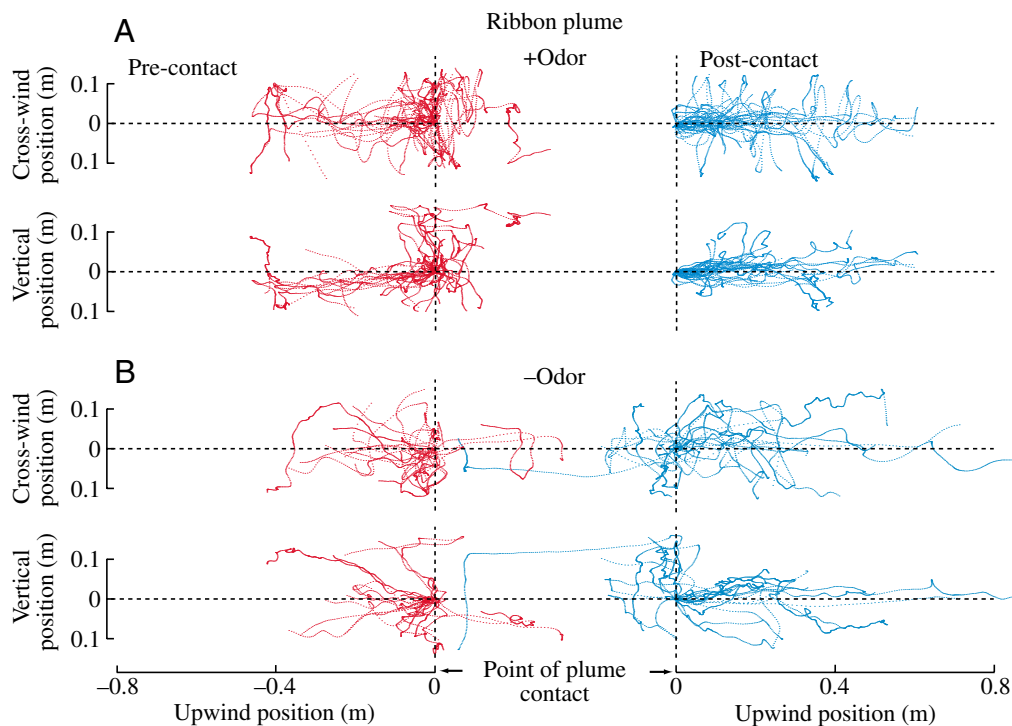 A
Ribbon plume
+Odor
Pre-contact
Post-contact
Cross-wind
position (m)
0.1
0
0.1
Vertical
position (m)
0.1
0
0.1
B
–Odor
Cross-wind
position (m)
0.1
0
0.1
Vertical
position (m)
0.1
0
0.1
Point of plume
contact
–0.8
–0.4
0
0
0.4
0.8
Upwind position (m)
Upwind position (m)